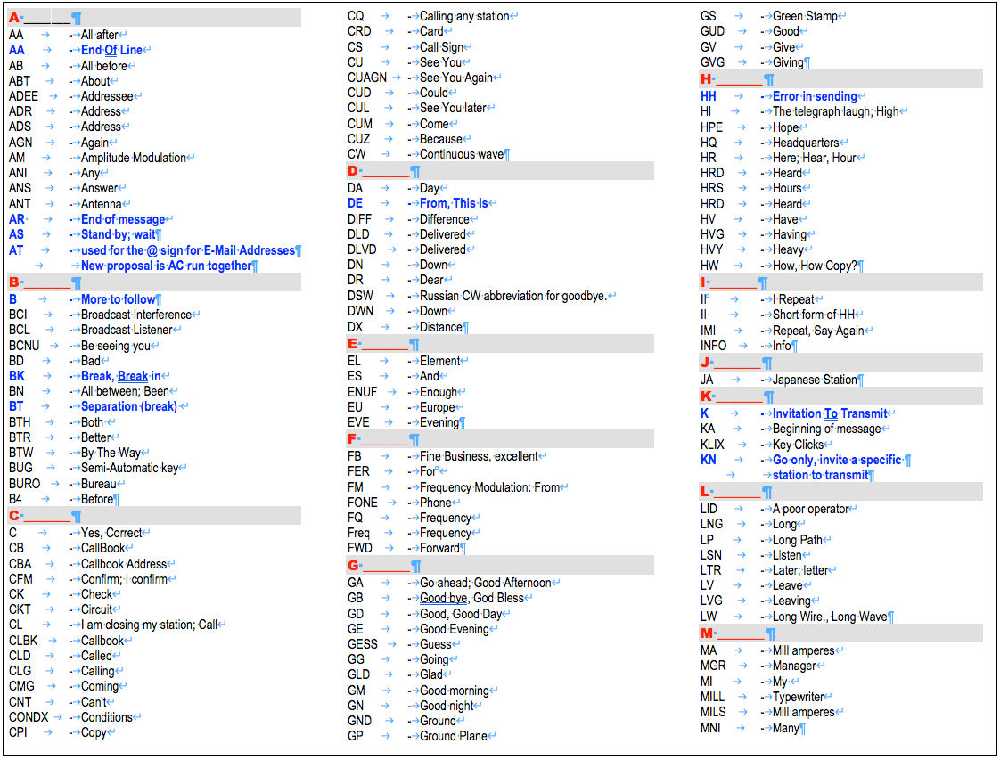 A _______
AA - All after
AA - End Of Line
AB - All before
ABT - About
ADEE - Addressee
ADR - Address
ADS - Address
AGN - Again
AM - Amplitude Modulation
ANI - Any
ANS - Answer
ANT - Antenna
AR - End of message
AS - Stand by; wait
AT - used for the @ sign for E-Mail Addresses
New proposal is AC run together
B _______
B - More to follow
BCI - Broadcast Interference
BCL - Broadcast Listener
BCNU - Be seeing you
BD - Bad
BK - Break, Break in
BN - All between; Been
BT - Separation (break)
BTH - Both
BTR - Better
BTW - By The Way
BUG - Semi-Automatic key
BURO - Bureau
B4 - Before
C _______
C - Yes, Correct
CB - CallBook
CBA - Callbook Address
CFM - Confirm; I confirm
CK - Check
CKT - Circuit
CL - I am closing my station; Call
CLBK - Callbook
CLD - Called
CLG - Calling
CMG - Coming
CNT - Can't
CONDX - Conditions
CPI - Copy
CQ - Calling any station
CRD - Card
CS - Call Sign
CU - See You
CUAGN - See You Again
CUD - Could
CUL - See You later
CUM - Come
CUZ - Because
CW - Continuous wave
D _______
DA - Day
DE - From, This Is
DIFF - Difference
DLD - Delivered
DLVD - Delivered
DN - Down
DR - Dear
DSW - Russian CW abbreviation for goodbye.
DWN - Down
DX - Distance
E _______
EL - Element
ES - And
ENUF - Enough
EU - Europe
EVE - Evening
F _______
FB - Fine Business, excellent
FER - For
FM - Frequency Modulation: From
FONE - Phone
FQ - Frequency
Freq - Frequency
FWD - Forward
G _______
GA - Go ahead; Good Afternoon
GB - Good bye, God Bless
GD - Good, Good Day
GE - Good Evening
GESS - Guess
GG - Going
GLD - Glad
GM - Good morning
GN - Good night
GND - Ground
GP - Ground Plane
GS - Green Stamp
GUD - Good
GV - Give
GVG - Giving
H _______
HH - Error in sending
HI - The telegraph laugh; High
HPE - Hope
HQ - Headquarters
HR - Here; Hear, Hour
HRD - Heard
HRS - Hours
HRD - Heard
HV - Have
HVG - Having
HVY - Heavy
HW - How, How Copy?
I _______
II - I Repeat
II - Short form of HH
IMI - Repeat, Say Again
INFO - Info
J _______
JA - Japanese Station
K _______
K - Invitation To Transmit
KA - Beginning of message
KLIX - Key Clicks
KN - Go only, invite a specific
station to transmit
L _______
LID - A poor operator
LNG - Long
LP - Long Path
LSN - Listen
LTR - Later; letter
LV - Leave
LVG - Leaving
LW - Long Wire., Long Wave
M _______
MA - Mill amperes
MGR - Manager
MI - My
MILL - Typewriter
MILS - Mill amperes
MNI - Many